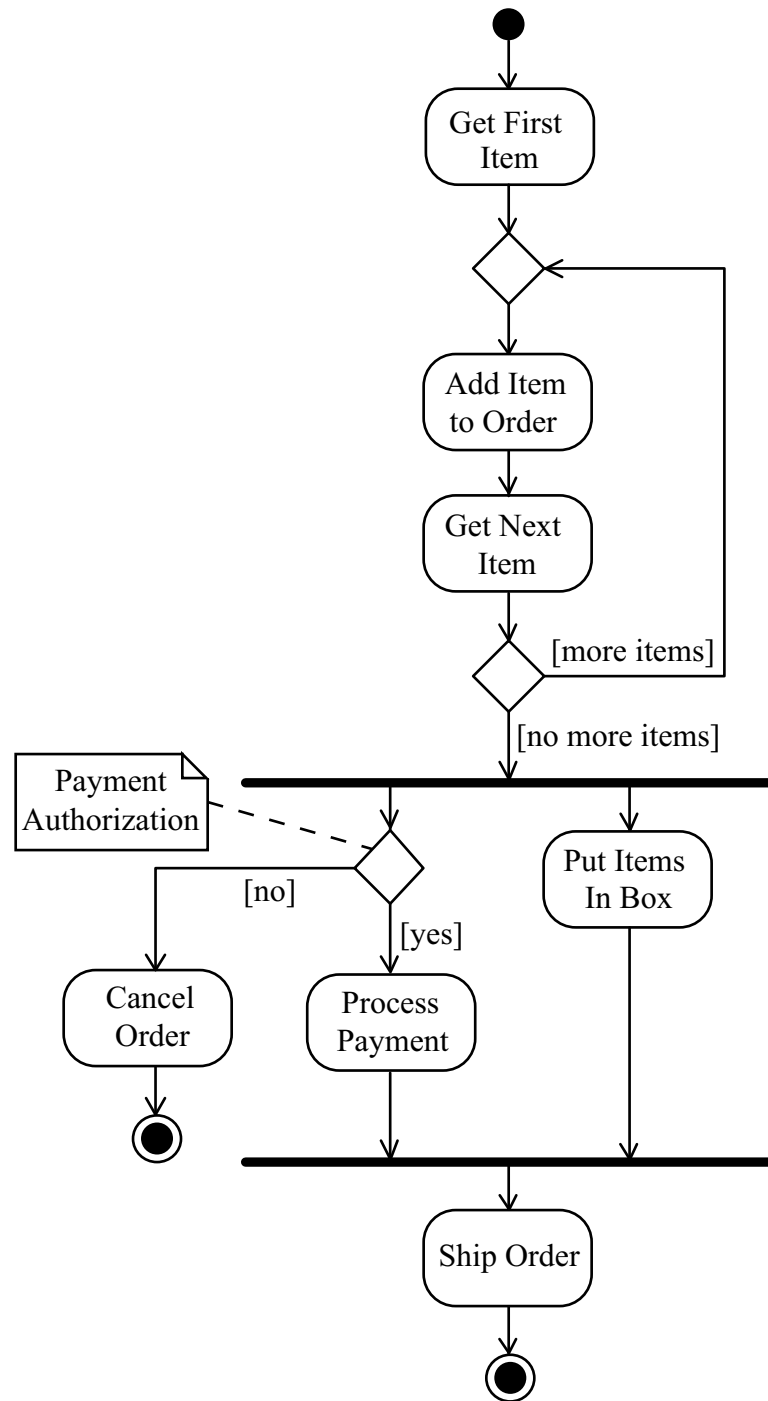 Get First
Item
Add Item
to Order
Get Next
Item
[more items]
[no more items]
Payment
Authorization
Put Items
In Box
[no]
[yes]
Cancel
Order
Process
Payment
Ship Order